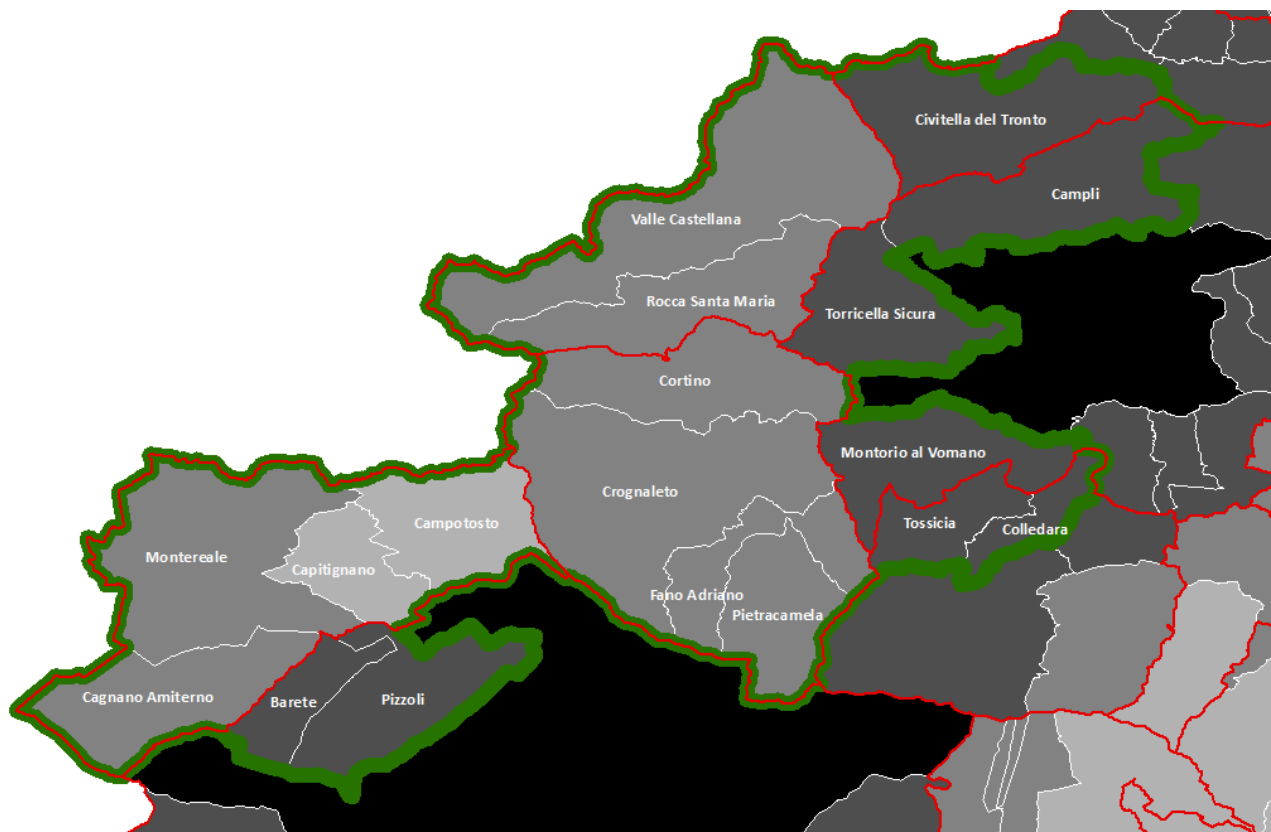 Civitella del Tronto
Campli
Valle Castellana
Rocca Santa Maria
Torricella Sicura
Cortino
Montorio al Vomano
Crognaleto
Campotosto
Tossicia
Colledara
Montereale
Capitignano
Fano Adriano
Pietracamela
Cagnano Amiterno
Barete
Pizzoli